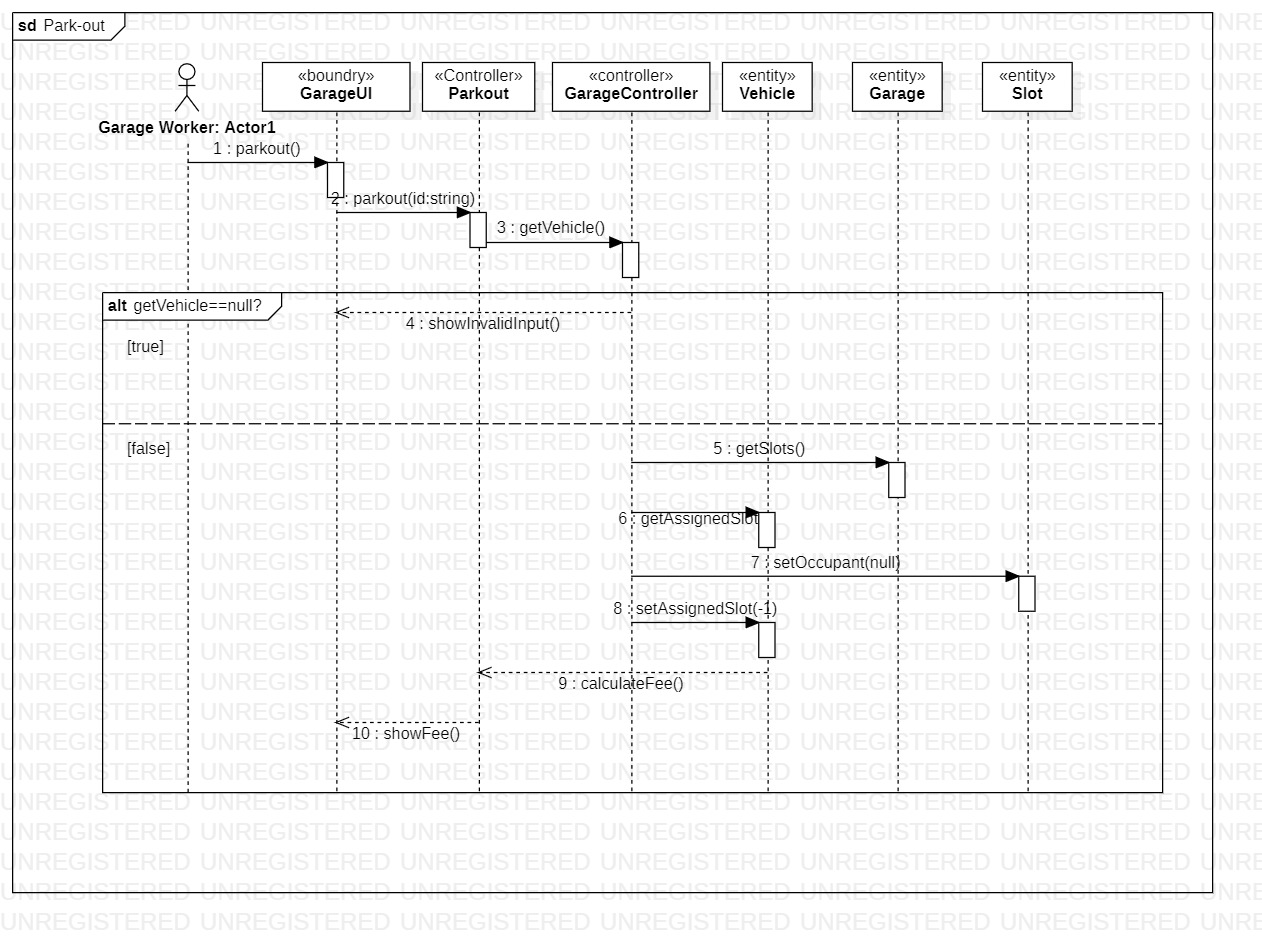 sd Park-out
«boundry»
GarageUI
«Controller»
Parkout
«controller»
GarageController
«entity»
Vehicle
«entity»
Garage
«entity»
Slot
Garage Worker: Actor1
1 : parkout()
2 : parkout(id:string)
3 : getVehicle()
alt getVehicle==null?
4 : showInvalidInput()
[true]
[false]
5 : getSlots()
6 : getAssignedSlot
7 : setOccupant(null)
8 : setAssignedSlot(-1)
9 : calculateFee()
10 : showFee()
UNREGISTERED